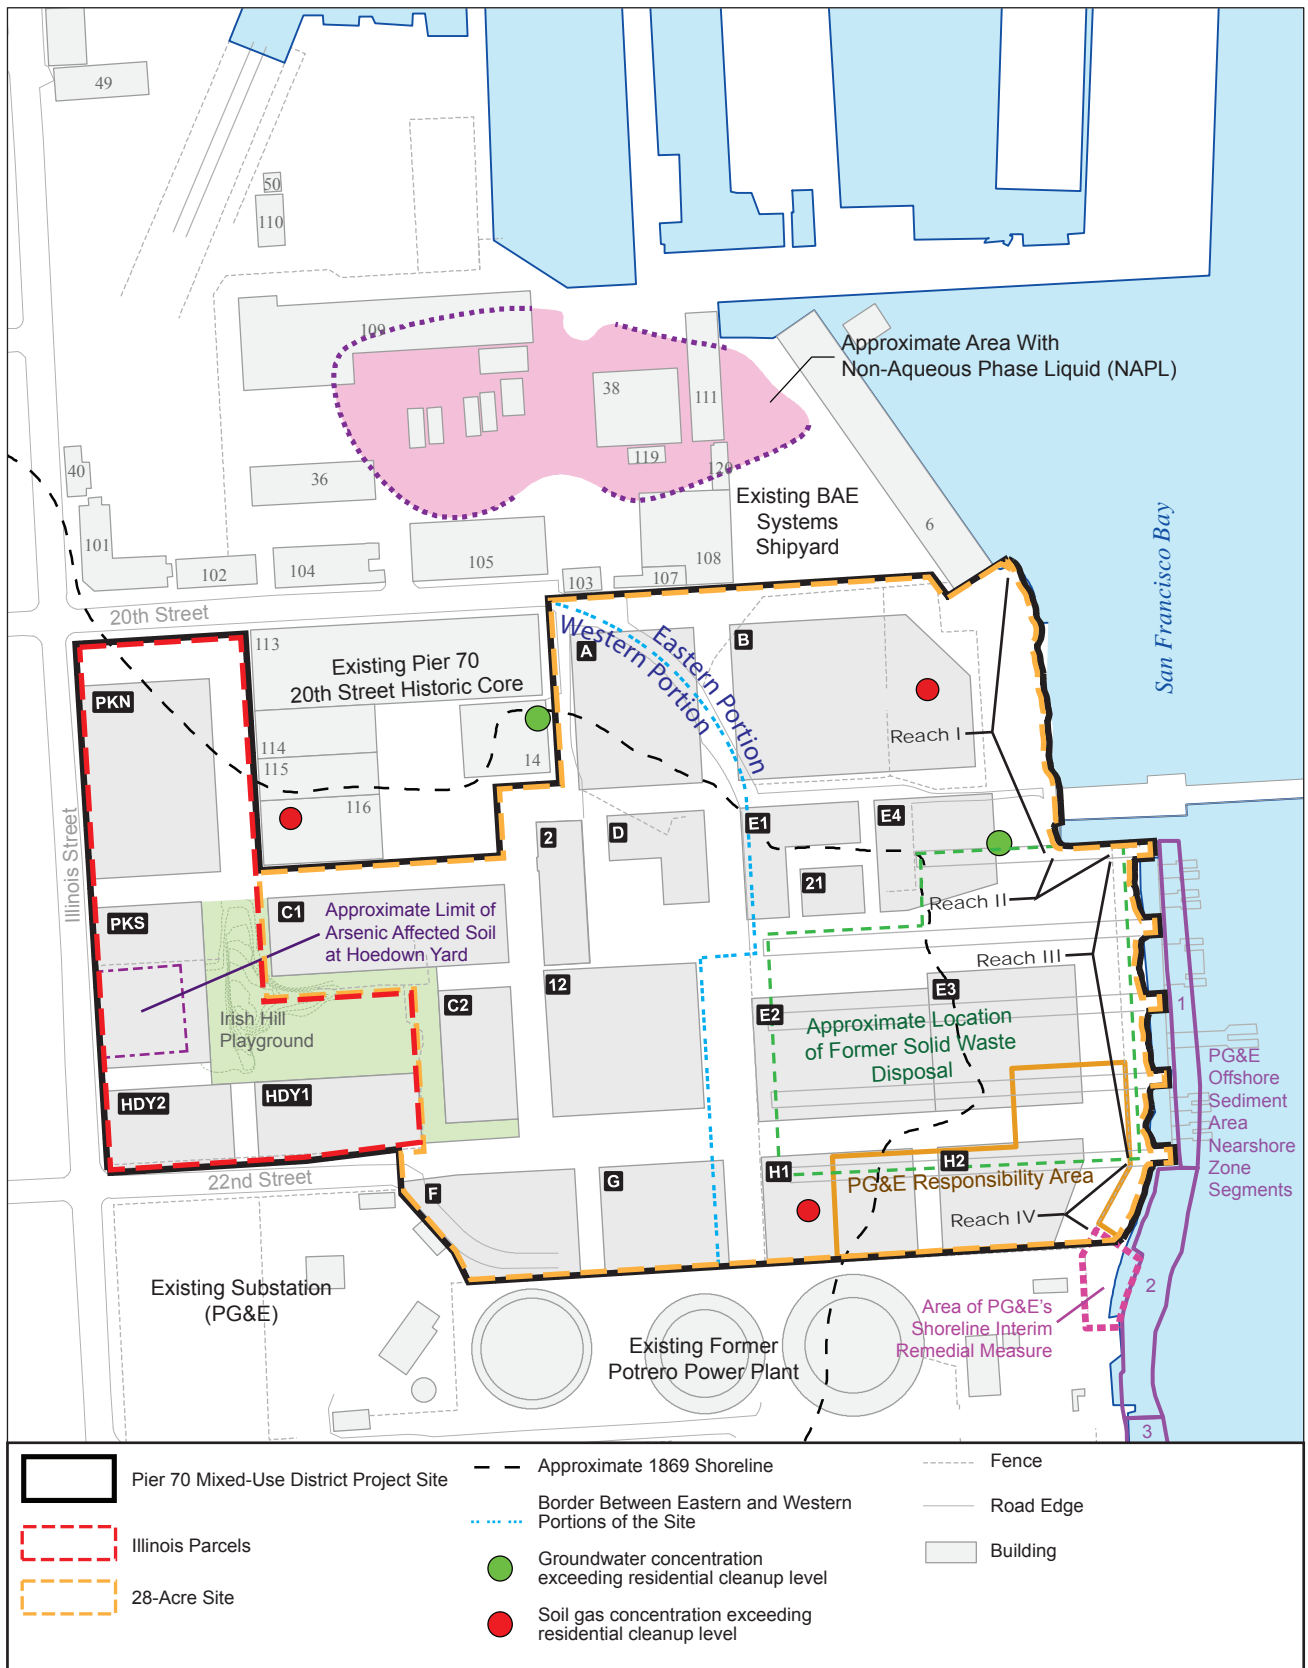 49
50
110
109
Approximate Area With
Non-Aqueous Phase Liquid (NAPL)
38
111
119
120
40
36
6
Existing BAE
Systems
Shipyard
San Francisco Bay
101
102
104
105
103
107
108
20th Street
113
Existing Pier 70
20th Street Historic Core
Western Portion
Eastern Portion
A
B
PKN
Reach I
114
14
115
116
Illinois Street
2
D
E1
E4
21
PKS
C1
Approximate Limit of
Arsenic Affected Soil
at Hoedown Yard
Reach II
Reach III
12
C2
E2
E3
1
Irish Hill
Playground
Approximate Location
of Former Solid Waste
Disposal
PG&E
Offshore
Sediment
Area
Nearshore
Zone
Segments
HDY2
HDY1
22nd Street
F
G
H1
H2
PG&E Responsibility Area
Reach IV
Existing Substation
(PG&E)
2
Area of PG&E's
Shoreline Interim
Remedial Measure
Existing Former
Potrero Power Plant
3
Pier 70 Mixed-Use District Project Site
Illinois Parcels
28-Acre Site
Approximate 1869 Shoreline
Border Between Eastern and Western
Portions of the Site
Groundwater concentration
exceeding residential cleanup level
Soil gas concentration exceeding
residential cleanup level
Fence
Road Edge
Building